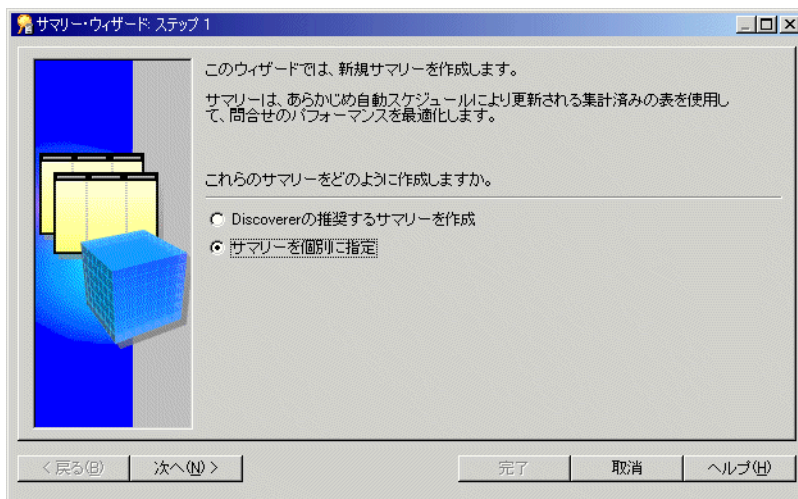 サマリー・ウィザード: ステップ 1
このウィザードでは、新規サマリーを作成します。
サマリーは、あらかじめ自動スケジュールにより更新される集計済みの表を使用し
て、問合せのパフォーマンスを最適化します。
これらのサマリーをどのように作成しますか。
Discovererの推奨するサマリーを作成
サマリーを個別に指定
< 戻る(B)
次へ(N) >
完了
取消
ヘルプ(H)